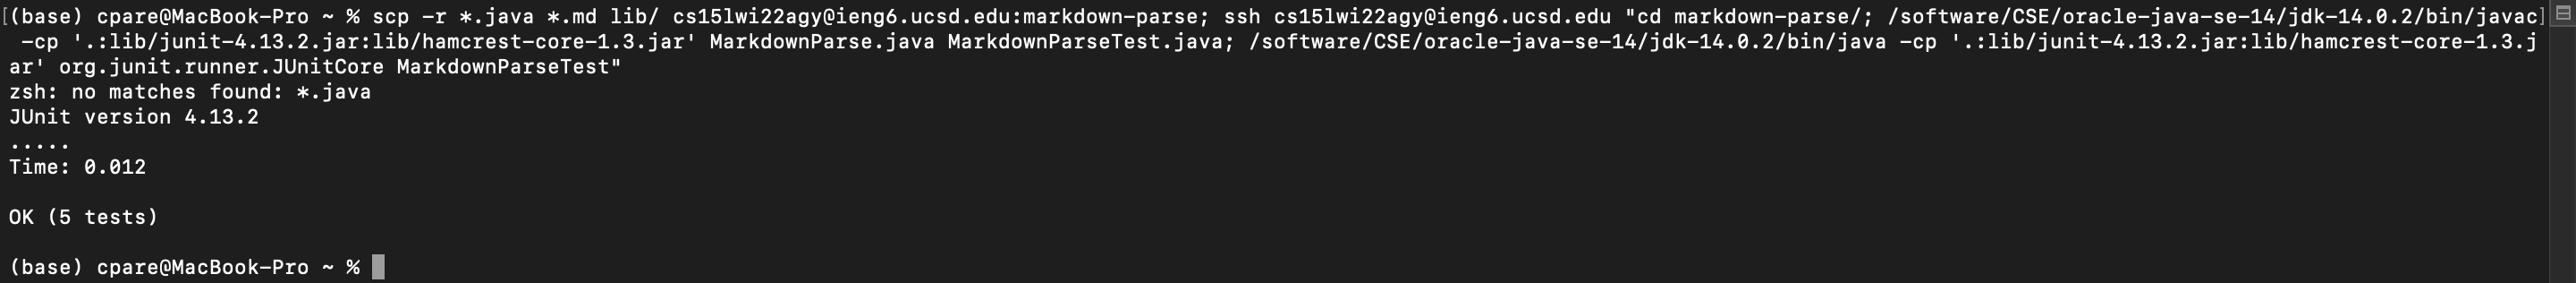 [(base) cpare@MacBook-Pro ~ % scp -r *.java *.md lib/ cs15lwi22agy@ieng6.ucsd.edu:markdown-parse; ssh cs15lwi22agy@ieng6.ucsd.edu "cd markdown-parse/; /software/CSE/oracle-java-se-14/jdk-14.0.2/bin/javac]
-cp '.:lib/junit-4.13.2.jar:lib/hamcrest-core-1.3.jar' MarkdownParse.java MarkdownParseTest.java; /software/CSE/oracle-java-se-14/jdk-14.0.2/bin/java -cp '.:lib/junit-4.13.2.jar:lib/hamcrest-core-1.3.j
ar' org.junit.runner.JUnitCore MarkdownParseTest"
zsh: no matches found: *.java
JUnit version 4.13.2
.....
Time: 0.012
OK (5 tests)
(base) cpare@MacBook-Pro ~ %